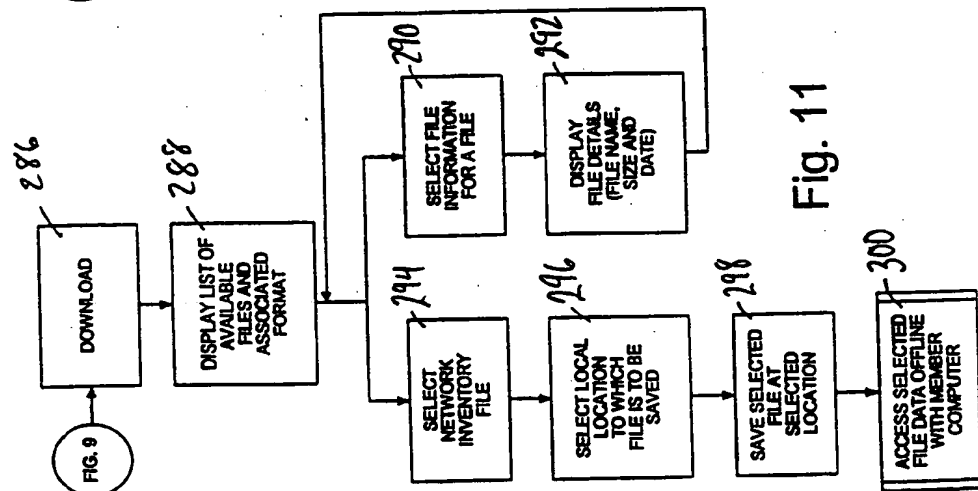 FIG. 9
DOWNLOAD
286
DISPLAY LIST OF
AVAILABLE
FILES AND
ASSOCIATED
FORMAT
288
SELECT FILE
INFORMATION
FOR A FILE
290
DISPLAY
FILE DETAILS
(FILE NAME,
SIZE AND
DATE)
292
SELECT
NETWORK
INVENTORY
FILE
294
SELECT LOCAL
LOCATION
TO WHICH
FILE IS TO BE
SAVED
296
SAVE SELECTED
FILE AT
SELECTED
LOCATION
298
ACCESS SELECTED
FILE DATA OFFLINE
WITH MEMBER
COMPUTER
300
Fig. 11